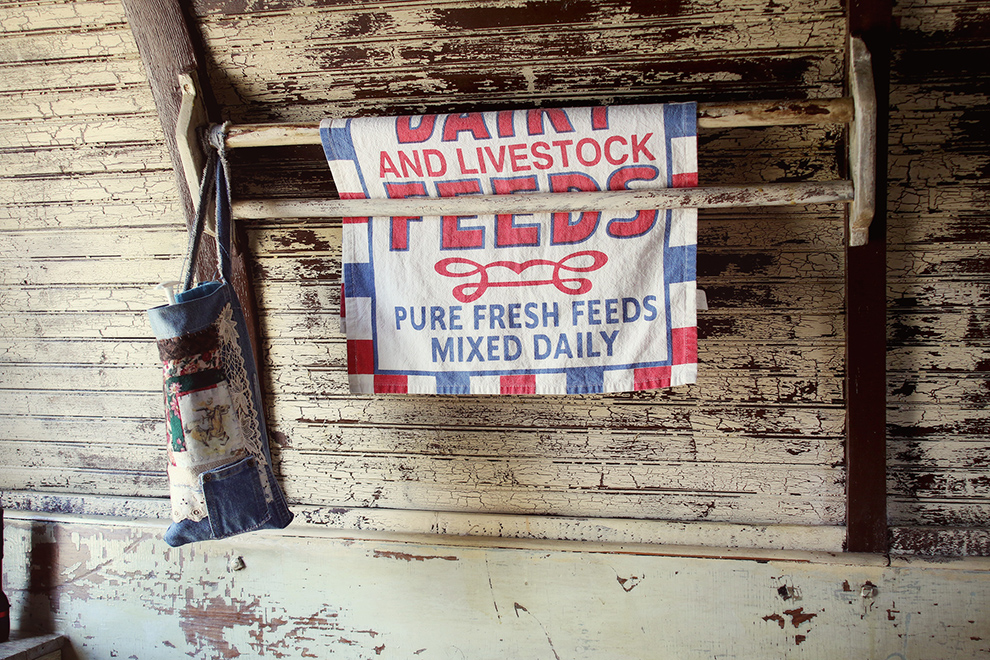 DAIRY
AND LIVESTOCK
FEEDS
PURE FRESH FEEDS
MIXED DAILY